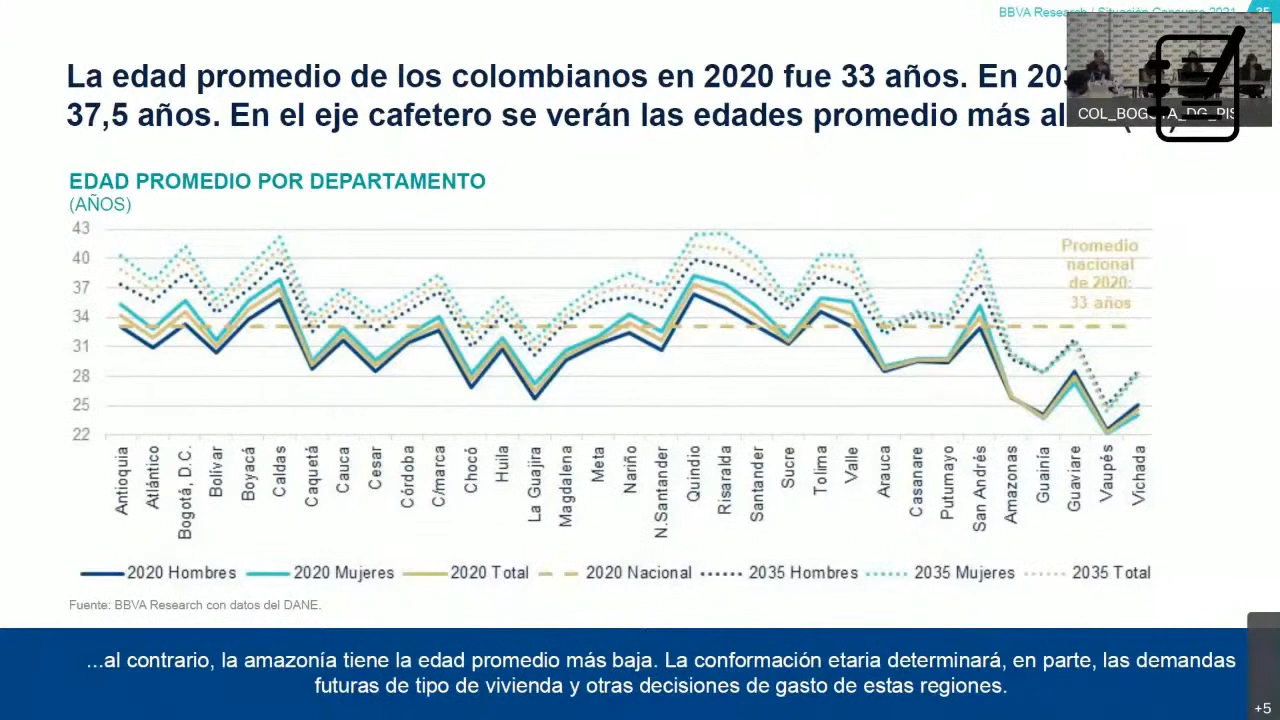 BBVA Research / Situación Consumo 2021 35
La edad promedio de los colombianos en 2020 fue 33 años. En
37,5 años. En el eje cafetero se verán las edades promedio más
COL_BOGOTA_DG_PIS
EDAD PROMEDIO POR DEPARTAMENTO
(AÑOS)
43
40
37
34
31
28
25
22
Promedio
nacional
de 2020:
33 años
Antioquia
Atlántico
Bogotá, D.C.
Bolívar
Boyacá
Caldas
Caquetá
Cauca
Cesar
Córdoba
C/marca
Chocó
Huila
La Guajira
Magdalena
Meta
Nariño
N.Santander
Quindio
Risaralda
Santander
Sucre
Tolima
Valle
Arauca
Casanare
Putumayo
San Andrés
Amazonas
Guainía
Guaviare
Vaupés
Vichada
2020 Hombres 2020 Mujeres 2020 Total 2020 Nacional 2035 Hombres 2035 Mujeres 2035 Total
Fuente: BBVA Research con datos del DANE.
...al contrario, la amazonía tiene la edad promedio más baja. La conformación etaria determinará, en parte, las demandas
futuras de tipo de vivienda y otras decisiones de gasto de estas regiones.
+5